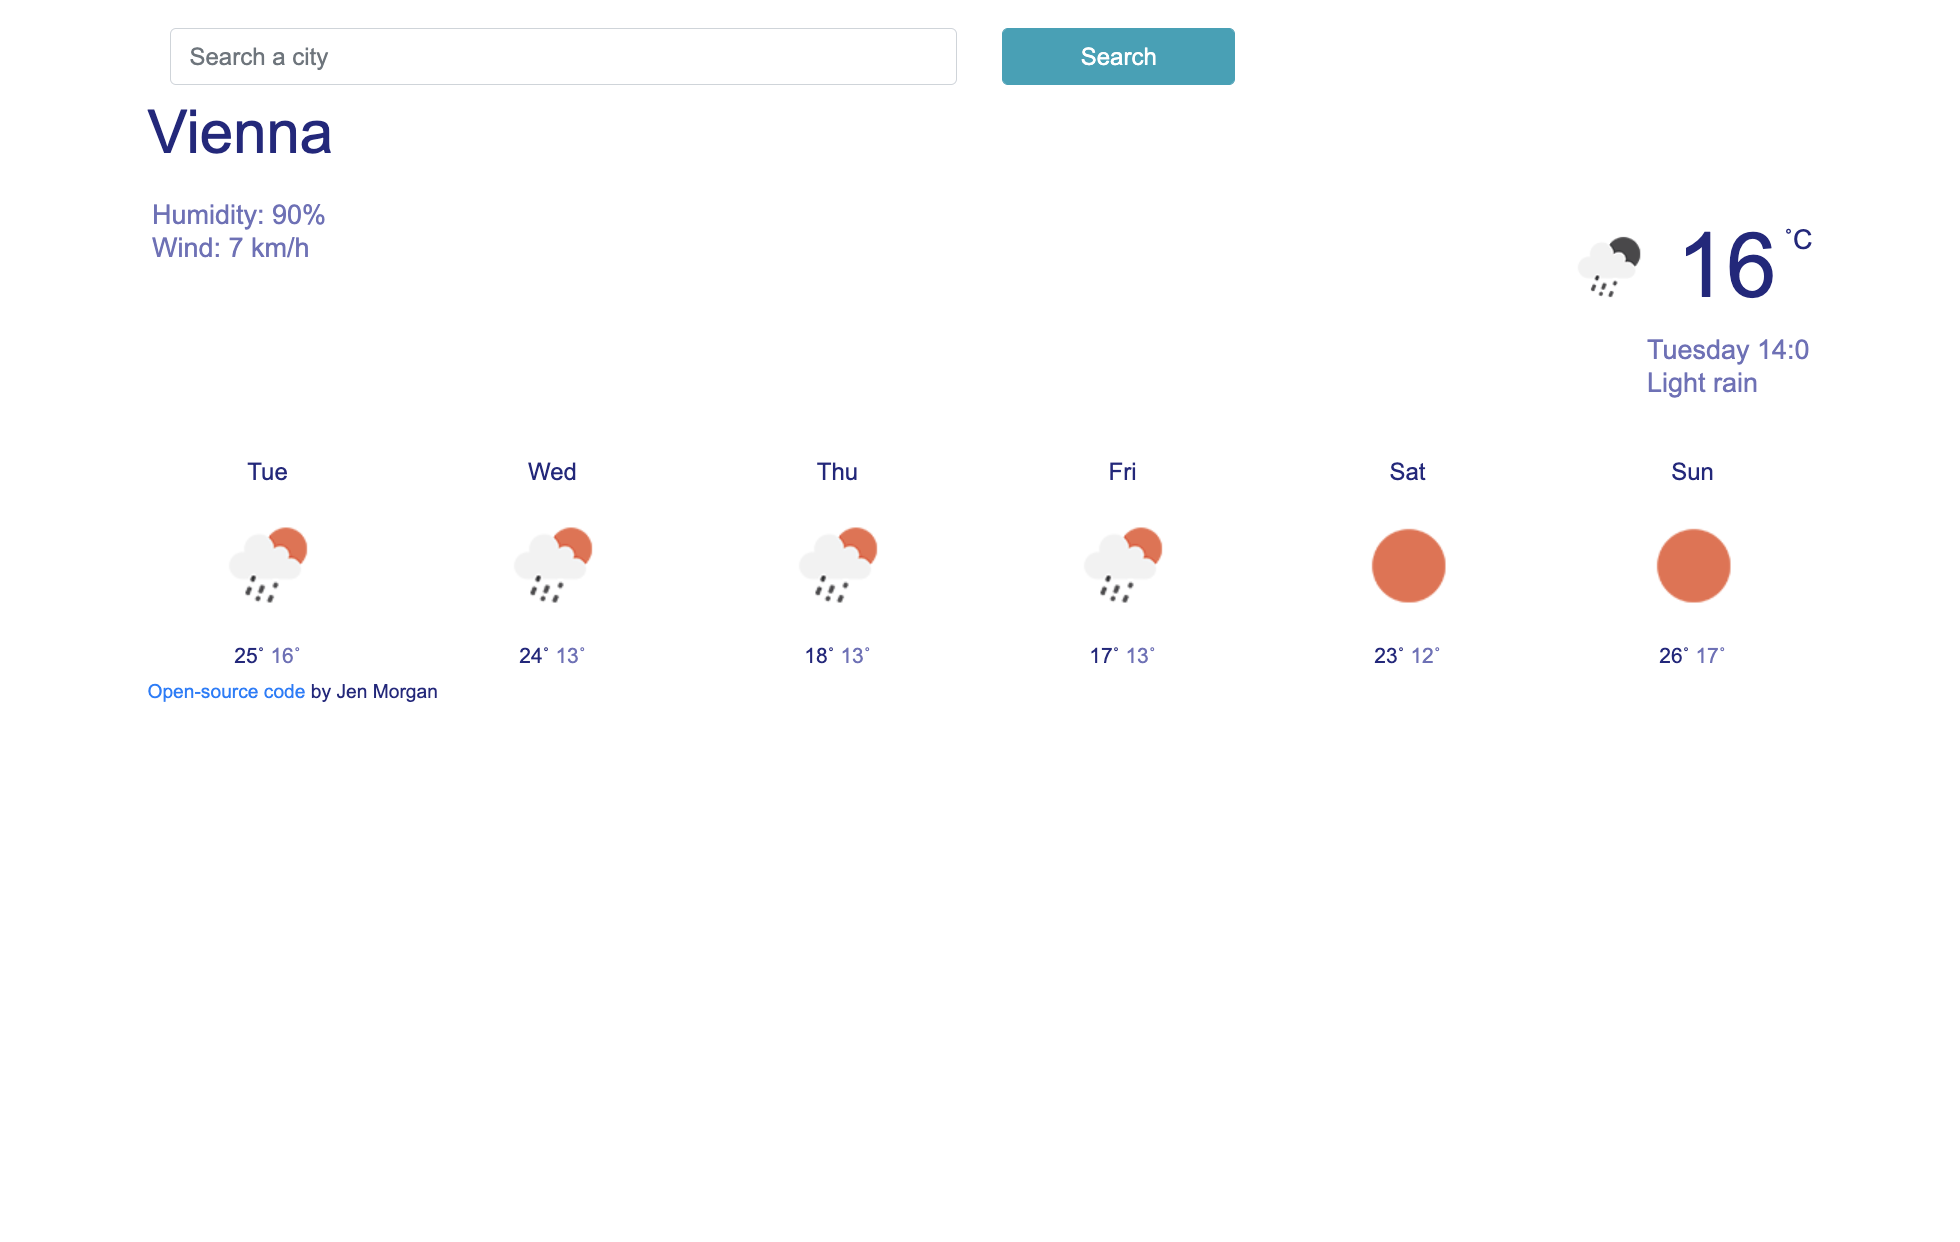 Search a city
Search
Vienna
Humidity: 90%
Wind: 7 km/h
16 °C
Tuesday 14:0
Light rain
Tue Wed Thu Fri Sat Sun
25° 16° 24° 13° 18° 13° 17° 13° 23° 12° 26° 17°
Open-source code by Jen Morgan